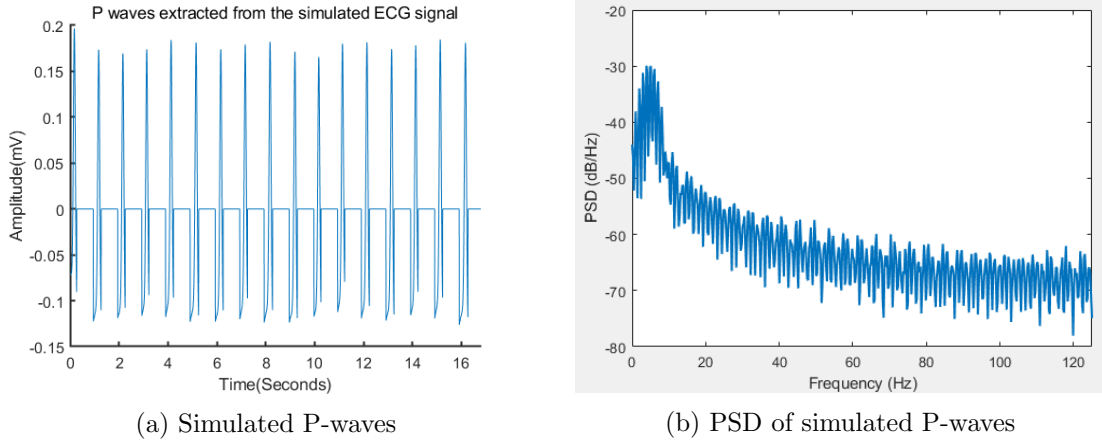 P waves extracted from the simulated ECG signal
Amplitude(mV)
0.2
0.15
0.1
0.05
0
-0.05
-0.1
-0.15
0 2 4 6 8 10 12 14 16
Time(Seconds)
(a) Simulated P-waves
PSD (dB/Hz)
-20
-30
-40
-50
-60
-70
-80
0 20 40 60 80 100 120
Frequency (Hz)
(b) PSD of simulated P-waves